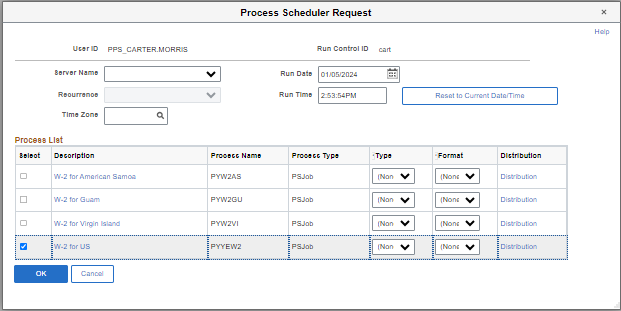 Process Scheduler Request
×
Help
User ID PPS_CARTER.MORRIS Run Control ID cart
Server Name Run Date 01/05/2024
Recurrence Run Time 2:53:54PM Reset to Current Date/Time
Time Zone
Process List
Select Description Process Name Process Type *Type *Format Distribution
W-2 for American Samoa PYW2AS PSJob (Non (None Distribution
W-2 for Guam PYW2GU PSJob (Non (None Distribution
W-2 for Virgin Island PYW2VI PSJob (Non (None Distribution
W-2 for US PYYEW2 PSJob (Non (None Distribution
OK Cancel